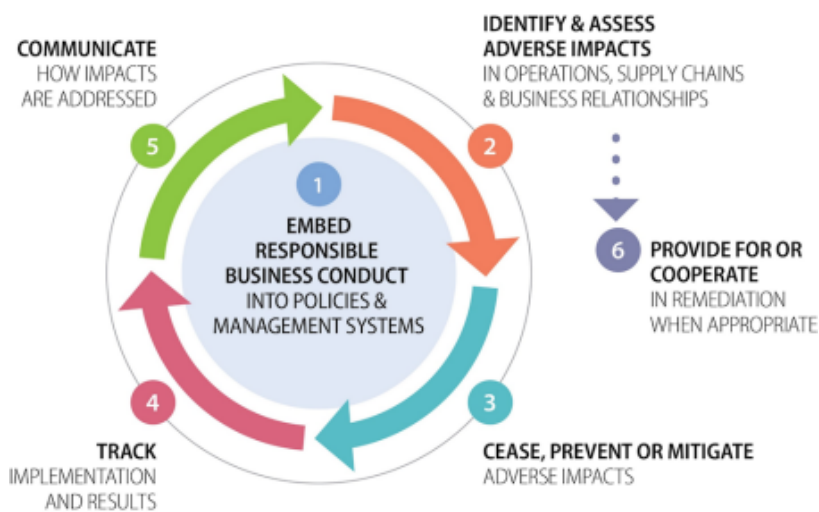 COMMUNICATE
HOW IMPACTS
ARE ADDRESSED
5
IDENTIFY & ASSESS
ADVERSE IMPACTS
IN OPERATIONS, SUPPLY CHAINS
& BUSINESS RELATIONSHIPS
2
1
EMBED
RESPONSIBLE
BUSINESS CONDUCT
INTO POLICIES &
MANAGEMENT SYSTEMS
6
PROVIDE FOR OR
COOPERATE
IN REMEDIATION
WHEN APPROPRIATE
4
TRACK
IMPLEMENTATION
AND RESULTS
3
CEASE, PREVENT OR MITIGATE
ADVERSE IMPACTS